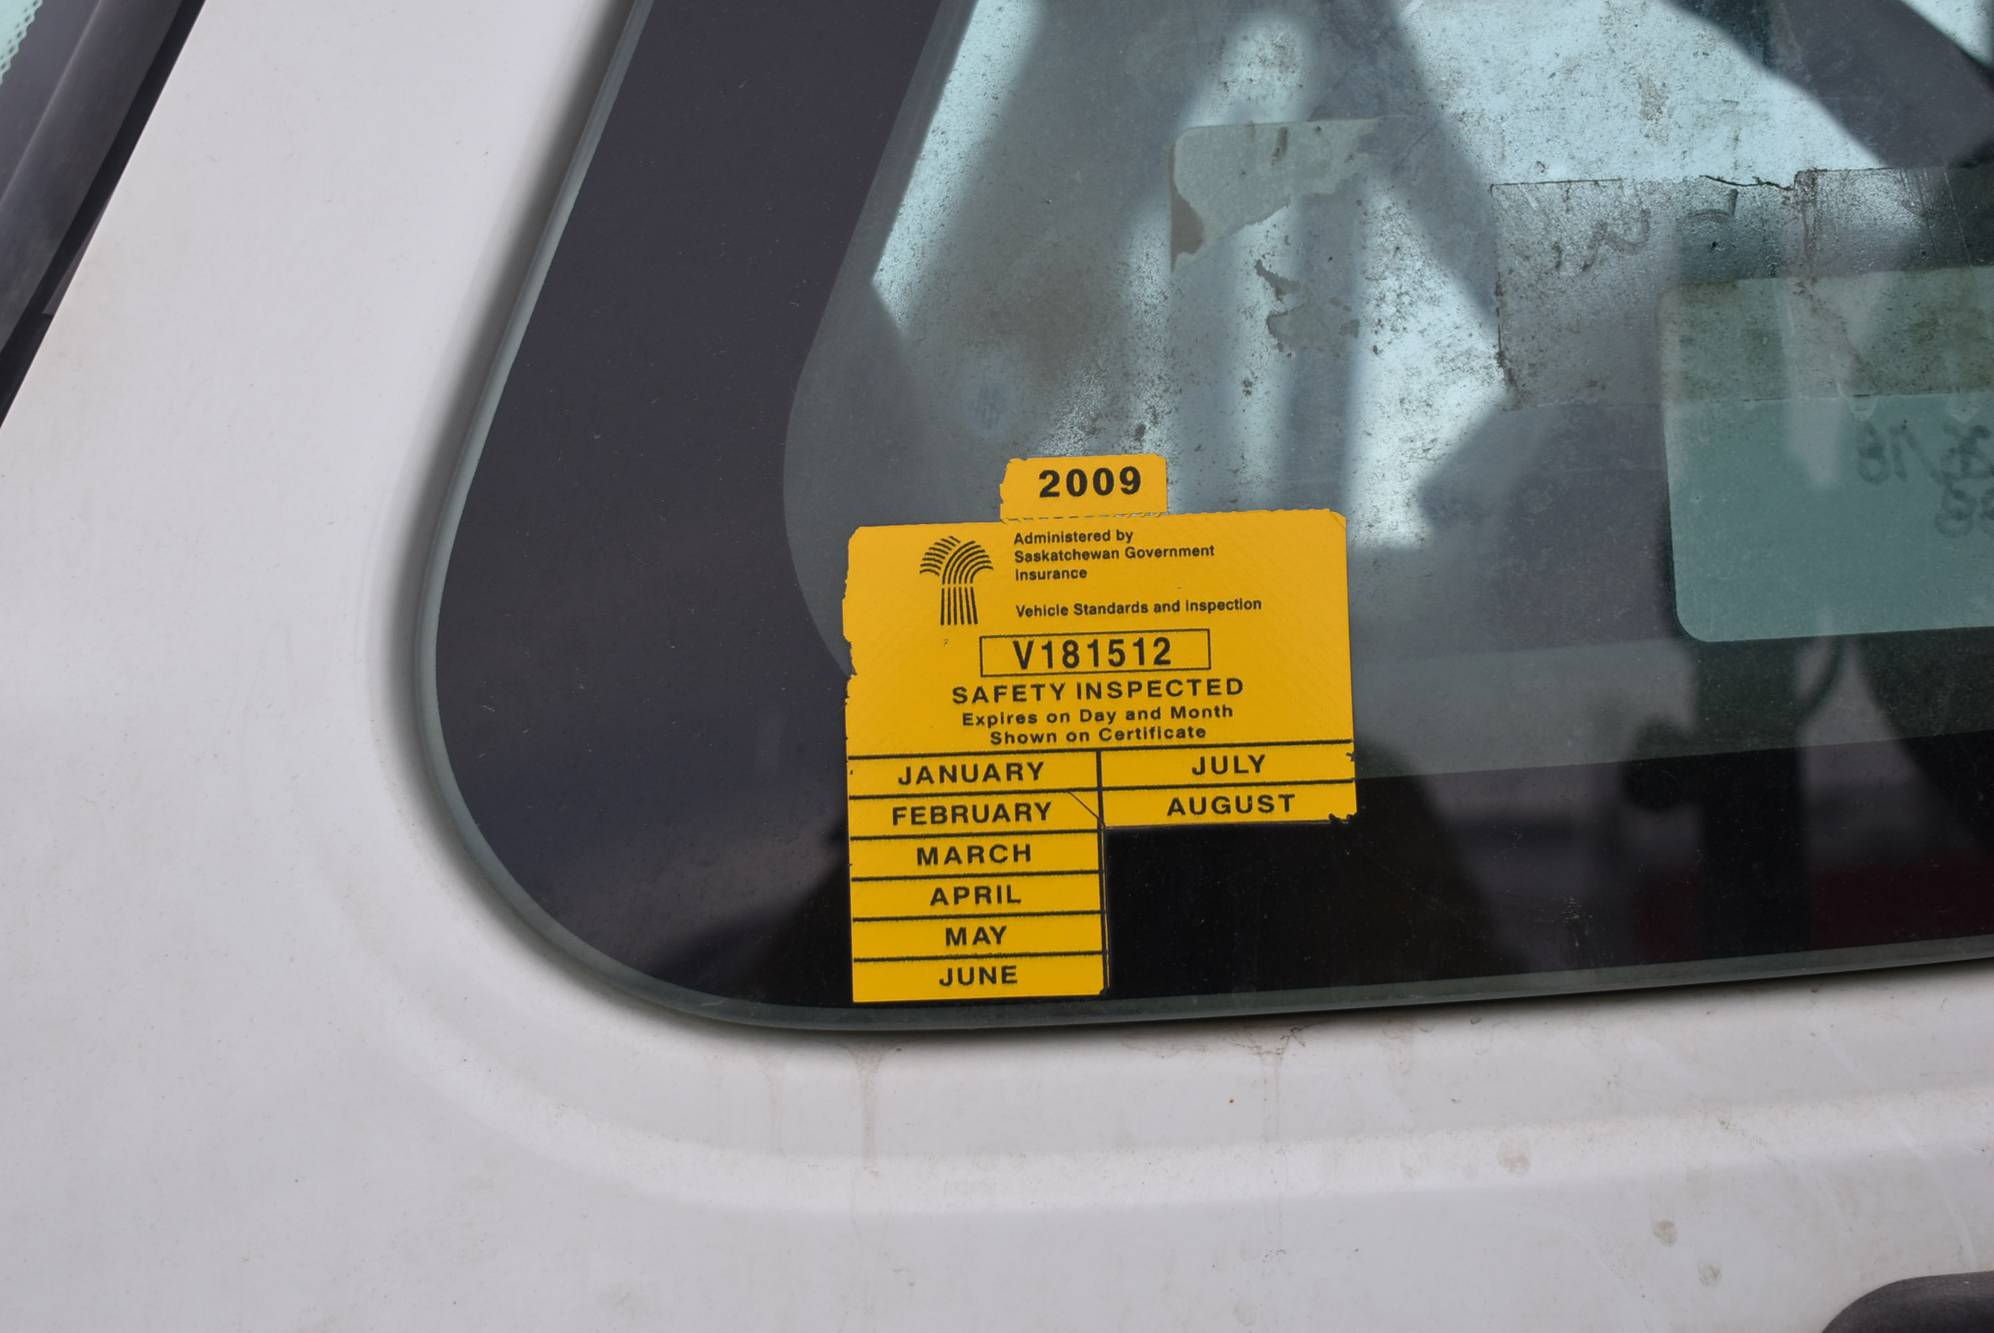 2009
Administered by
Saskatchewan Government
Insurance
Vehicle Standards and Inspection
V181512
SAFETY INSPECTED
Expires on Day and Month
Shown on Certificate
JANUARY
FEBRUARY
MARCH
APRIL
MAY
JUNE
JULY
AUGUST